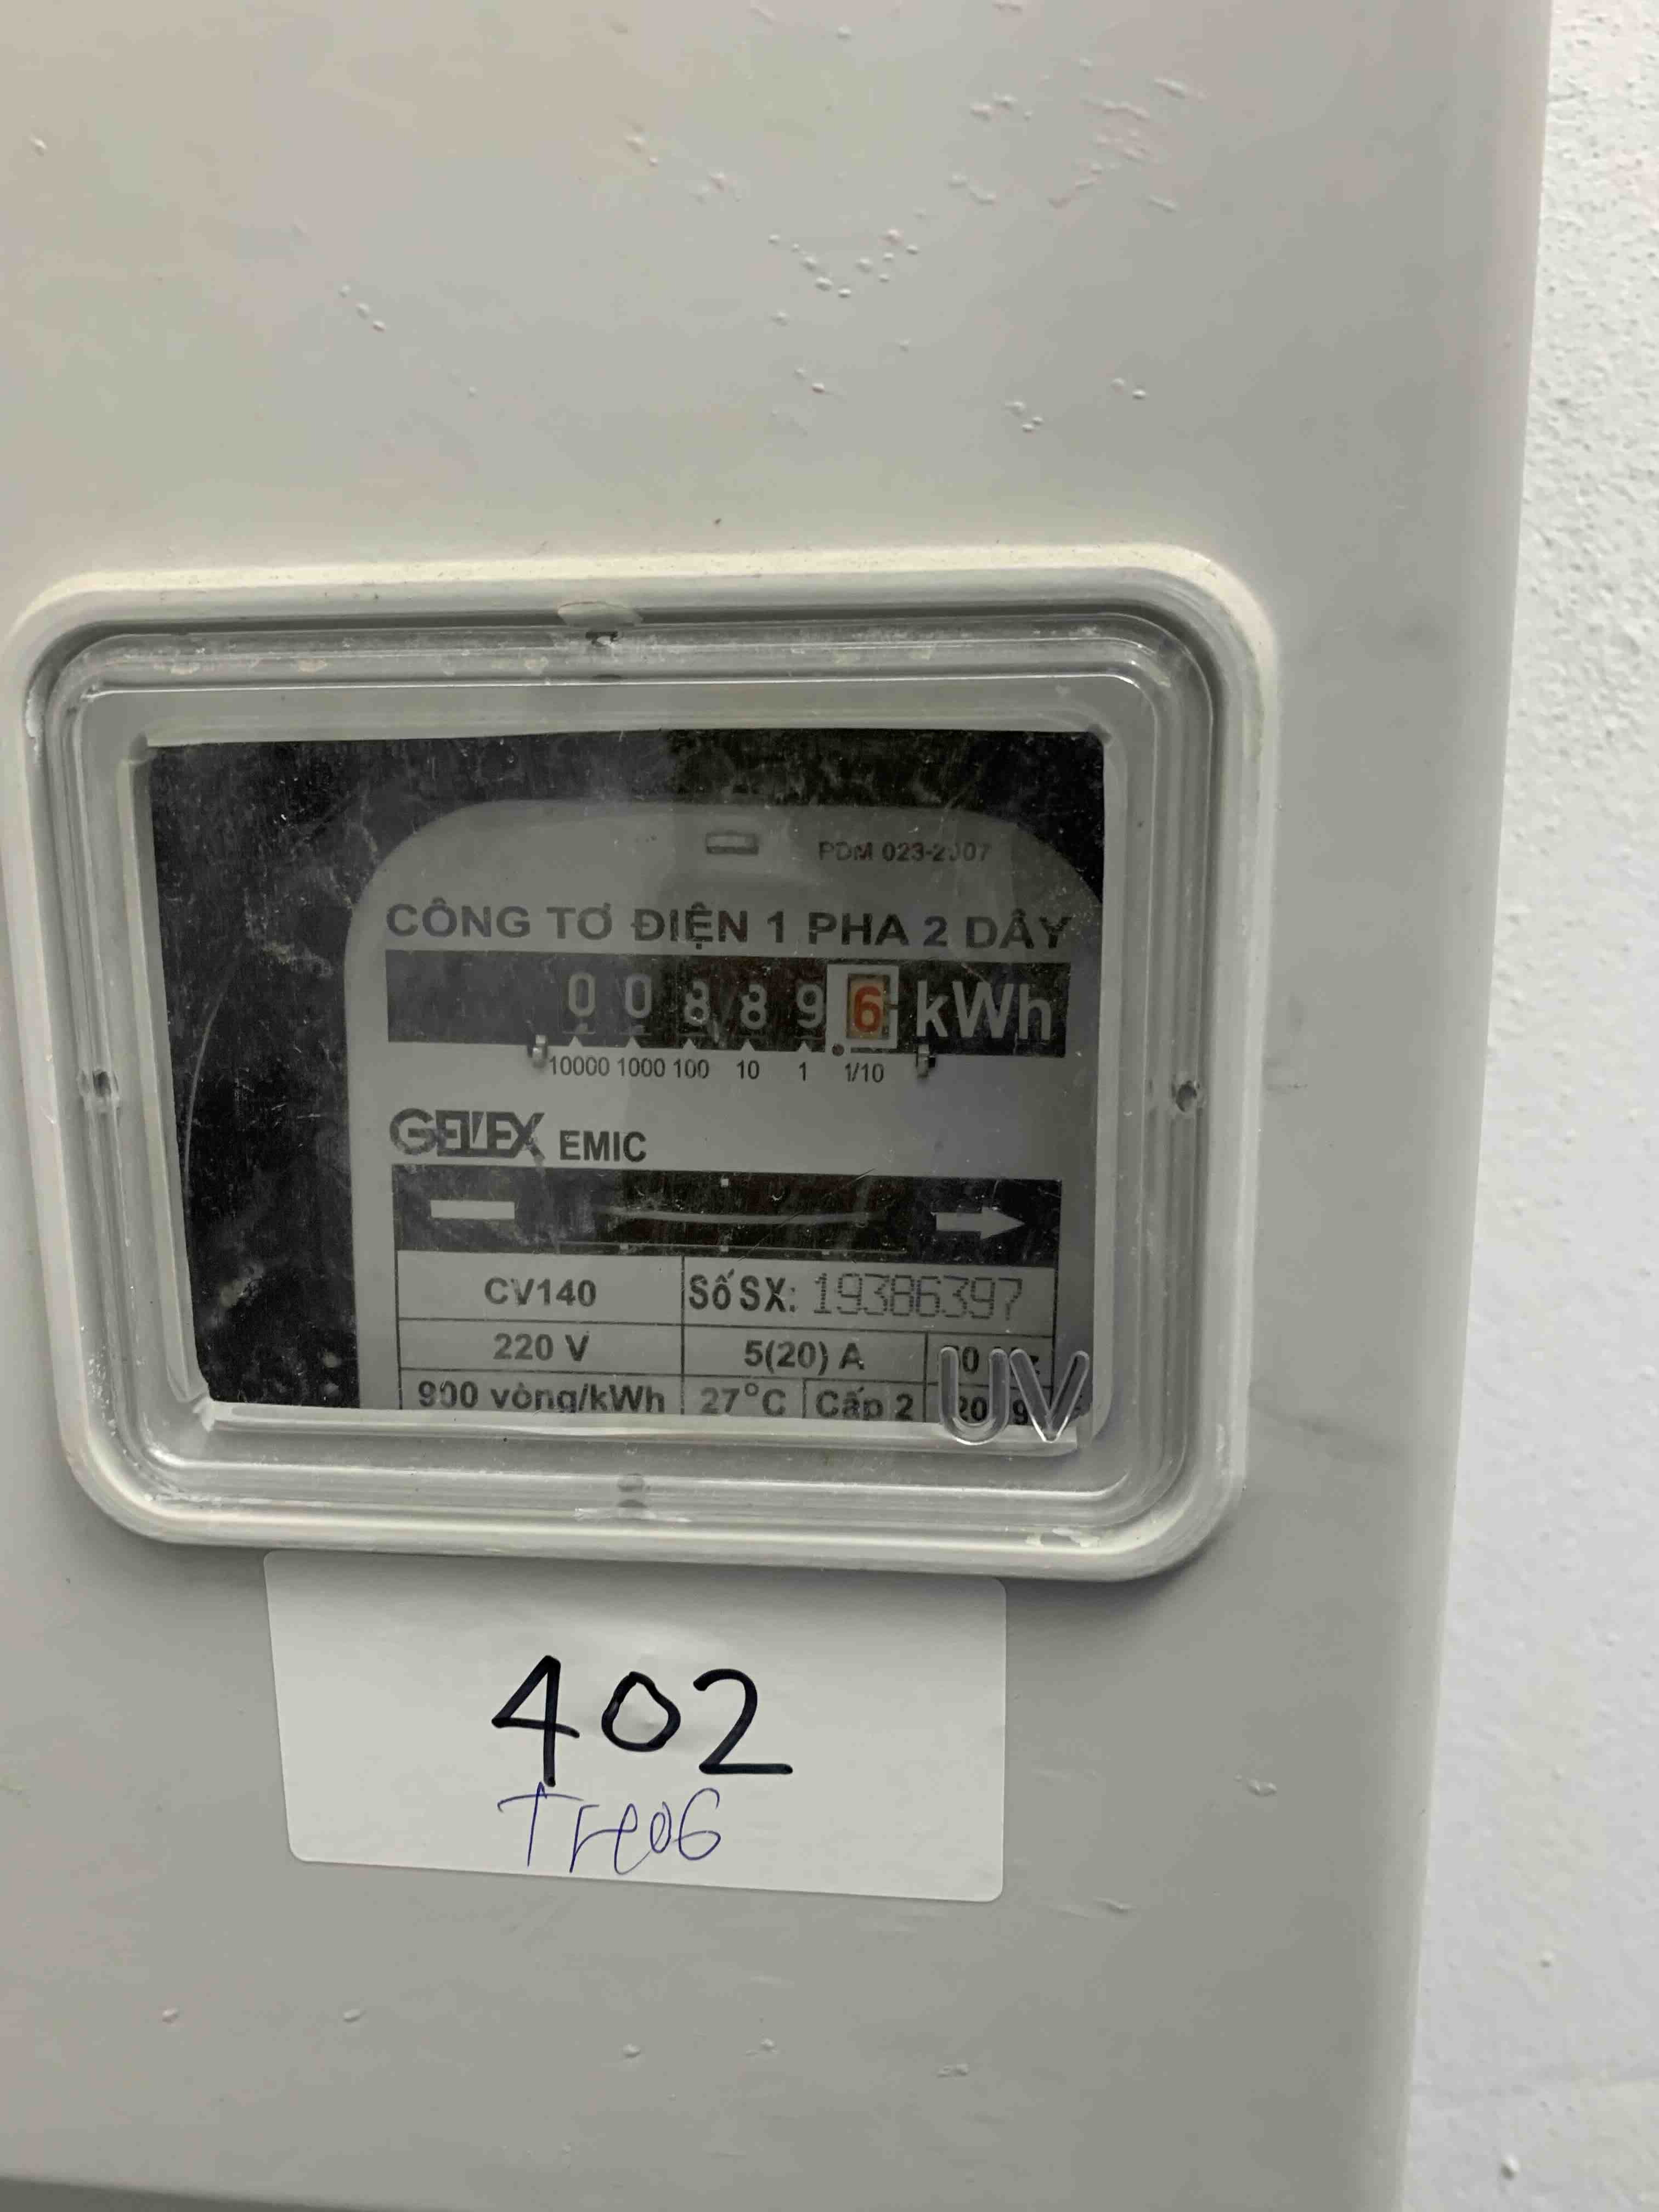 PDM 023-2007
CÔNG TƠ ĐIỆN 1 PHA 2 DÂY
0 0 8 8 9 6 kWh
10000 1000 100 10 1 1/10
GELEX EMIC
CV140 Số SX: 19386397
220 V 5(20) A
900 vòng/kWh 27°C Cấp 2
UV
402